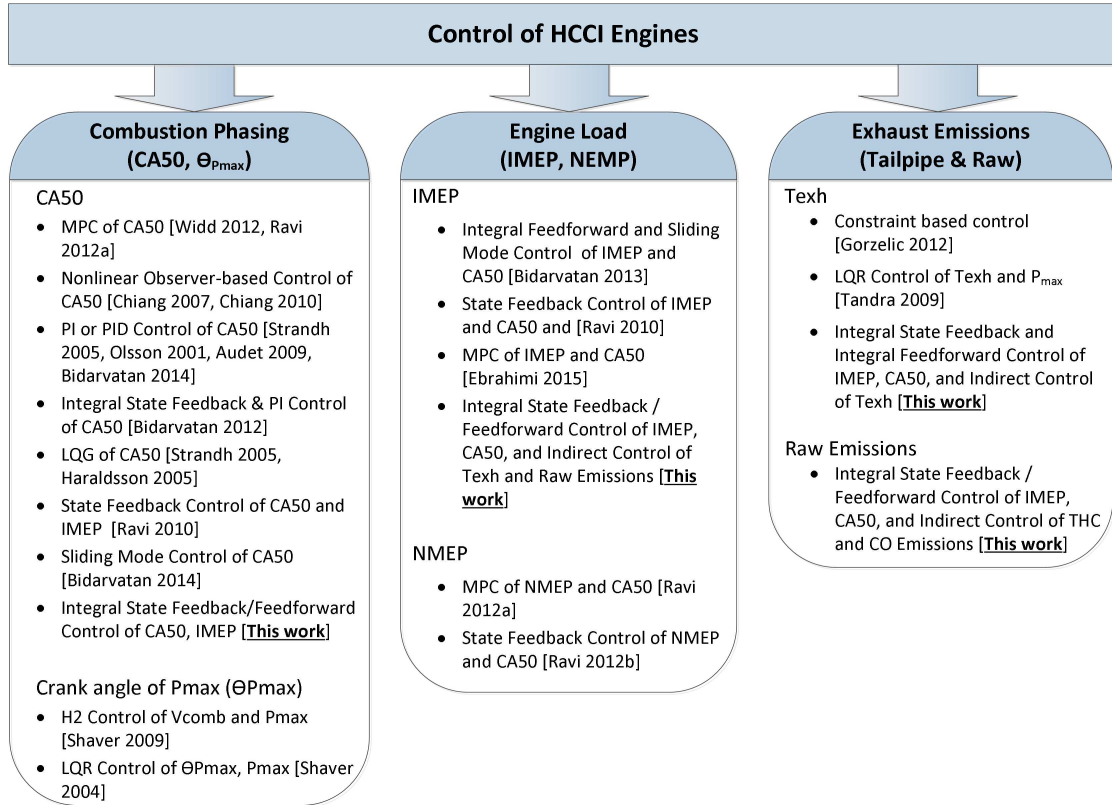 Control of HCCI Engines
Combustion Phasing
(CA50, ϴPmax)
CA50
• MPC of CA50 [Widd 2012, Ravi
2012a]
• Nonlinear Observer-based Control of
CA50 [Chiang 2007, Chiang 2010]
• PI or PID Control of CA50 [Strandh
2005, Olsson 2001, Audet 2009,
Bidarvatan 2014]
• Integral State Feedback & PI Control
of CA50 [Bidarvatan 2012]
• LQG of CA50 [Strandh 2005,
Haraldsson 2005]
• State Feedback Control of CA50 and
IMEP [Ravi 2010]
• Sliding Mode Control of CA50
[Bidarvatan 2014]
• Integral State Feedback/Feedforward
Control of CA50, IMEP [This work]
Crank angle of Pmax (ϴPmax)
• H2 Control of Vcomb and Pmax
[Shaver 2009]
• LQR Control of ϴPmax, Pmax [Shaver
2004]
Engine Load
(IMEP, NEMP)
IMEP
• Integral Feedforward and Sliding
Mode Control of IMEP and
CA50 [Bidarvatan 2013]
• State Feedback Control of IMEP
and CA50 and [Ravi 2010]
• MPC of IMEP and CA50
[Ebrahimi 2015]
• Integral State Feedback /
Feedforward Control of IMEP,
CA50, and Indirect Control of
Texh and Raw Emissions [This
work]
NMEP
• MPC of NMEP and CA50 [Ravi
2012a]
• State Feedback Control of NMEP
and CA50 [Ravi 2012b]
Exhaust Emissions
(Tailpipe & Raw)
Texh
• Constraint based control
[Gorzelic 2012]
• LQR Control of Texh and Pmax
[Tandra 2009]
• Integral State Feedback and
Integral Feedforward Control of
IMEP, CA50, and Indirect Control
of Texh [This work]
Raw Emissions
• Integral State Feedback /
Feedforward Control of IMEP,
CA50, and Indirect Control of THC
and CO Emissions [This work]